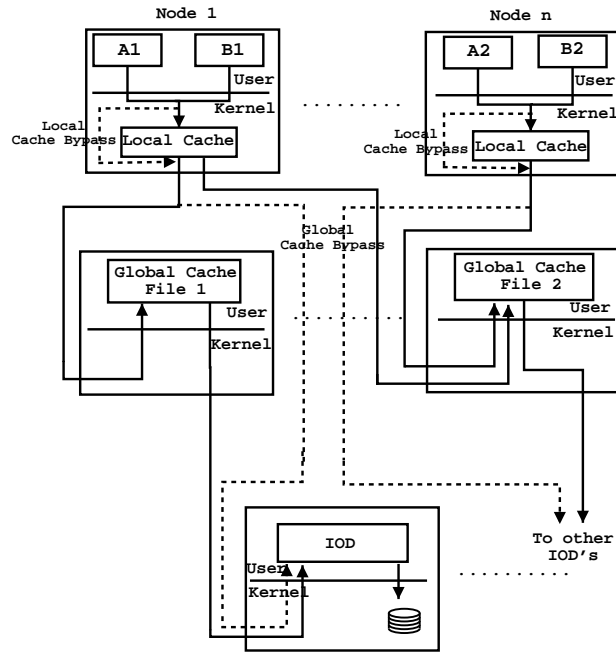 Node 1
Node n
A1
B1
A2
B2
User
Kernel
User
Kernel
Local
Cache Bypass
Local Cache
Local
Cache Bypass
Local Cache
Global
Cache Bypass
Global Cache
File 1
User
Kernel
Global Cache
File 2
User
Kernel
IOD
User
Kernel
To other
IOD's